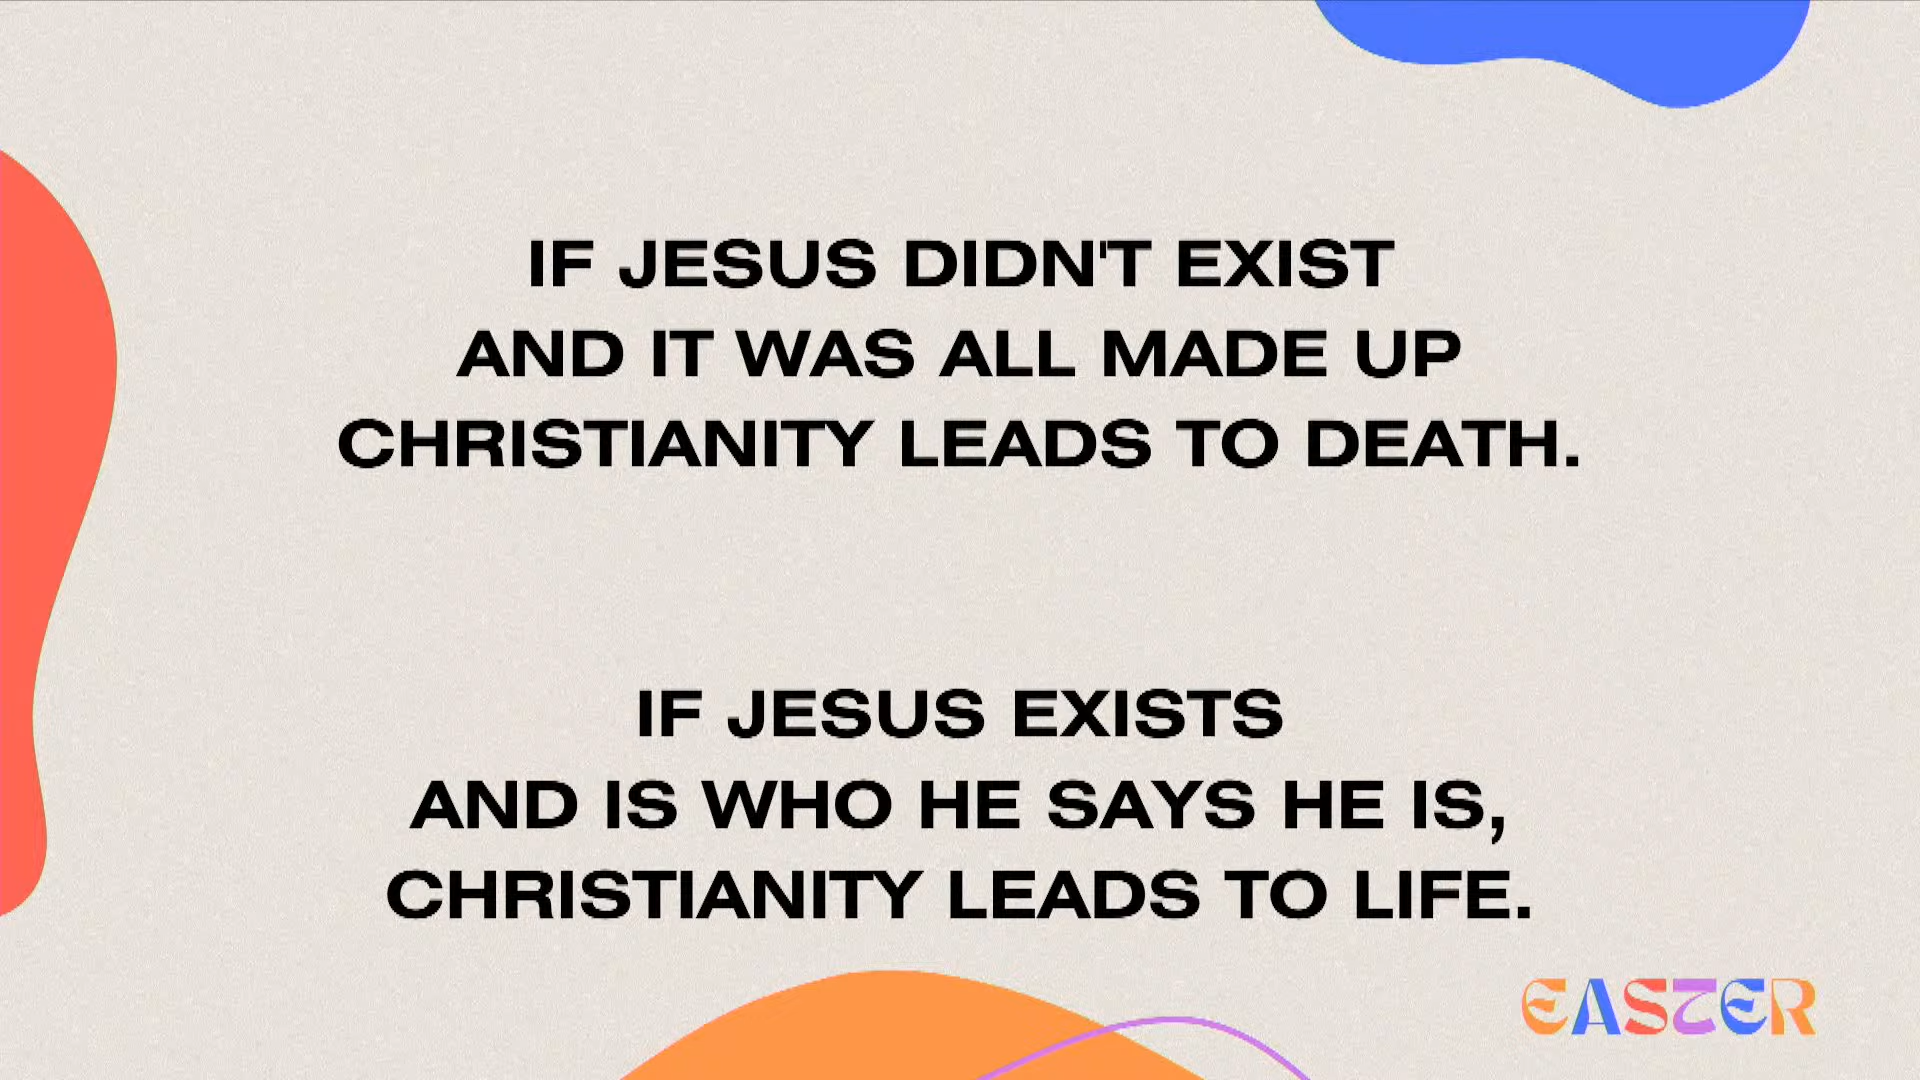 IF JESUS DIDN'T EXIST
AND IT WAS ALL MADE UP
CHRISTIANITY LEADS TO DEATH.
IF JESUS EXISTS
AND IS WHO HE SAYS HE IS,
CHRISTIANITY LEADS TO LIFE.
EASTER